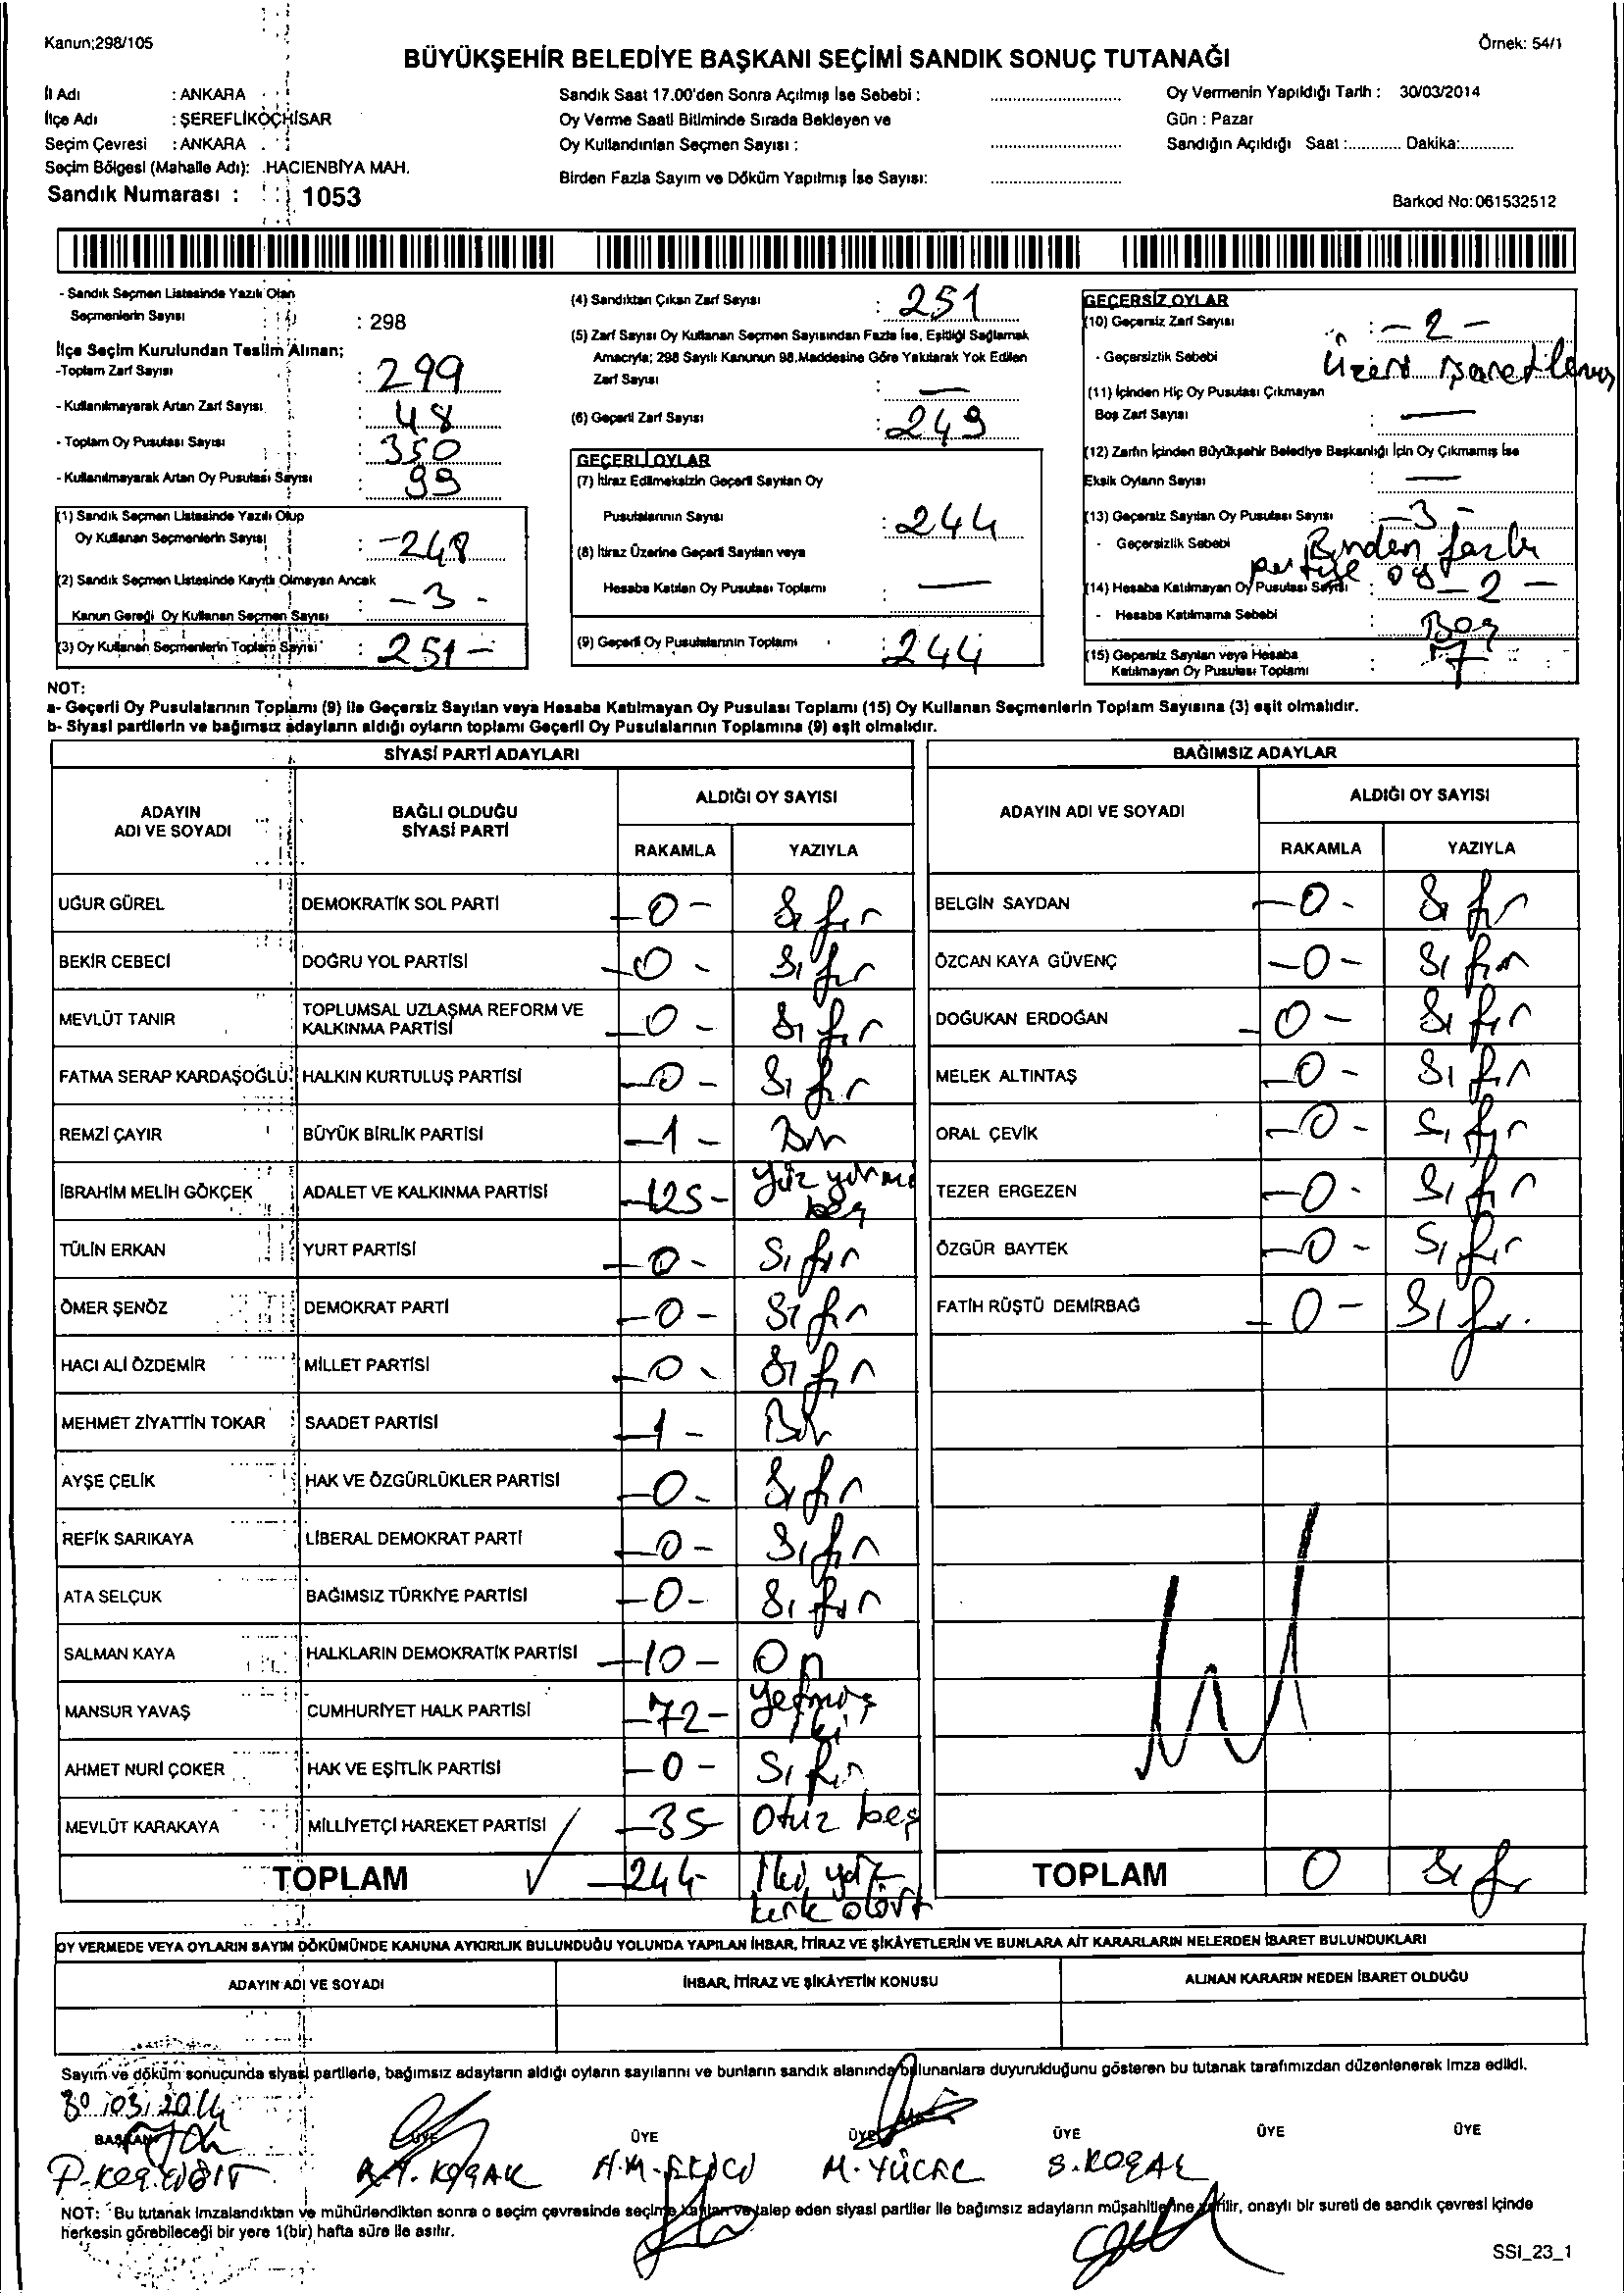 Kanun;298/105
Örnek: 54/1
BÜYÜKŞEHİR BELEDİYE BAŞKANI SEÇİMİ SANDIK SONUÇ TUTANAĞI
İl Adı : ANKARA
İlçe Adı : ŞEREFLİKOÇHİSAR
Seçim Çevresi : ANKARA
Seçim Bölgesi (Mahalle Adı): HACIENBİYA MAH.
Sandık Numarası : 1053
Sandık Saat 17.00'den Sonra Açılmış İse Sebebi :
Oy Verme Saati Bitiminde Sırada Bekleyen ve
Oy Kullandırılan Seçmen Sayısı :
Birden Fazla Sayım ve Döküm Yapılmış İse Sayısı:
Oy Vermenin Yapıldığı Tarih : 30/03/2014
Gün : Pazar
Sandığın Açıldığı Saat :............ Dakika:............
Barkod No: 061532512
- Sandık Seçmen Listesinde Yazılı Olan
Seçmenlerin Sayısı : 298
İlçe Seçim Kurulundan Teslim Alınan;
-Toplam Zarf Sayısı : 299
- Kullanılmayarak Artan Zarf Sayısı : 48
- Toplam Oy Pusulası Sayısı : 350
- Kullanılmayarak Artan Oy Pusulası Sayısı : 99
(1) Sandık Seçmen Listesinde Yazılı Olup
Oy Kullanan Seçmenlerin Sayısı : -248
(2) Sandık Seçmen Listesinde Kayıtlı Olmayan Ancak
Kanun Gereği Oy Kullanan Seçmen Sayısı : -3-
(3) Oy Kullanan Seçmenlerin Toplam Sayısı : 251-
(4) Sandıktan Çıkan Zarf Sayısı : 251
(5) Zarf Sayısı Oy Kullanan Seçmen Sayısından Fazla İse, Eşitliği Sağlamak
Amacıyla; 298 Sayılı Kanunun 98.Maddesine Göre Yakılarak Yok Edilen
Zarf Sayısı : —
(6) Geçerli Zarf Sayısı : 249
GEÇERLİ OYLAR
(7) İtiraz Edilmeksizin Geçerli Sayılan Oy
Pusulalarının Sayısı : 244
(8) İtiraz Üzerine Geçerli Sayılan veya
Hesaba Katılan Oy Pusulası Toplamı : —
(9) Geçerli Oy Pusulalarının Toplamı : 244
GEÇERSİZ OYLAR
(10) Geçersiz Zarf Sayısı : -2-
- Geçersizlik Sebebi Üzeri işaretlenmiş
(11) İçinden Hiç Oy Pusulası Çıkmayan
Boş Zarf Sayısı : —
(12) Zarfın İçinden Büyükşehir Belediye Başkanlığı İçin Oy Çıkmamış İse
Eksik Oyların Sayısı : —
(13) Geçersiz Sayılan Oy Pusulası Sayısı : -3-
- Geçersizlik Sebebi Birden fazla
partiye oy
(14) Hesaba Katılmayan Oy Pusulası Sayısı : -2-
- Hesaba Katılmama Sebebi Boş
(15) Geçersiz Sayılan veya Hesaba
Katılmayan Oy Pusulası Toplamı : 7
NOT:
a- Geçerli Oy Pusulalarının Toplamı (9) ile Geçersiz Sayılan veya Hesaba Katılmayan Oy Pusulası Toplamı (15) Oy Kullanan Seçmenlerin Toplam Sayısına (3) eşit olmalıdır.
b- Siyasi partilerin ve bağımsız adayların aldığı oyların toplamı Geçerli Oy Pusulalarının Toplamına (9) eşit olmalıdır.
SİYASİ PARTİ ADAYLARI
ADAYIN ADI VE SOYADI BAĞLI OLDUĞU SİYASİ PARTİ ALDIĞI OY SAYISI
RAKAMLA YAZIYLA
UĞUR GÜREL DEMOKRATİK SOL PARTİ -0- Sıfır
BEKİR CEBECİ DOĞRU YOL PARTİSİ -0- Sıfır
MEVLÜT TANIR TOPLUMSAL UZLAŞMA REFORM VE KALKINMA PARTİSİ -0- Sıfır
FATMA SERAP KARDAŞOĞLU HALKIN KURTULUŞ PARTİSİ -0- Sıfır
REMZİ ÇAYIR BÜYÜK BİRLİK PARTİSİ -1- Bir
İBRAHİM MELİH GÖKÇEK ADALET VE KALKINMA PARTİSİ -125- Yüz yirmi beş
TÜLİN ERKAN YURT PARTİSİ -0- Sıfır
ÖMER ŞENÖZ DEMOKRAT PARTİ -0- Sıfır
HACI ALİ ÖZDEMİR MİLLET PARTİSİ -0- Sıfır
MEHMET ZİYATTİN TOKAR SAADET PARTİSİ -1- Bir
AYŞE ÇELİK HAK VE ÖZGÜRLÜKLER PARTİSİ -0- Sıfır
REFİK SARIKAYA LİBERAL DEMOKRAT PARTİ -0- Sıfır
ATA SELÇUK BAĞIMSIZ TÜRKİYE PARTİSİ -0- Sıfır
SALMAN KAYA HALKLARIN DEMOKRATİK PARTİSİ -10- On
MANSUR YAVAŞ CUMHURİYET HALK PARTİSİ -72- Yetmiş iki
AHMET NURİ ÇOKER HAK VE EŞİTLİK PARTİSİ -0- Sıfır
MEVLÜT KARAKAYA MİLLİYETÇİ HAREKET PARTİSİ -35- Otuz beş
TOPLAM -244- İki yüz kırk dört
BAĞIMSIZ ADAYLAR
ADAYIN ADI VE SOYADI ALDIĞI OY SAYISI
RAKAMLA YAZIYLA
BELGİN SAYDAN -0- Sıfır
ÖZCAN KAYA GÜVENÇ -0- Sıfır
DOĞUKAN ERDOĞAN -0- Sıfır
MELEK ALTINTAŞ -0- Sıfır
ORAL ÇEVİK -0- Sıfır
TEZER ERGEZEN -0- Sıfır
ÖZGÜR BAYTEK -0- Sıfır
FATİH RÜŞTÜ DEMİRBAĞ -0- Sıfır
TOPLAM 0 Sıfır
OY VERMEDE VEYA OYLARIN SAYIM DÖKÜMÜNDE KANUNA AYKIRILIK BULUNDUĞU YOLUNDA YAPILAN İHBAR, İTİRAZ VE ŞİKÂYETLERİN VE BUNLARA AİT KARARLARIN NELERDEN İBARET BULUNDUKLARI
ADAYIN ADI VE SOYADI İHBAR, İTİRAZ VE ŞİKÂYETİN KONUSU ALINAN KARARIN NEDEN İBARET OLDUĞU
Sayım ve döküm sonucunda siyasi partilerle, bağımsız adayların aldığı oyların sayılarını ve bunların sandık alanında bulunanlara duyurulduğunu gösteren bu tutanak tarafımızdan düzenlenerek imza edildi.
30/03/2014
BAŞKAN ÜYE ÜYE ÜYE ÜYE ÜYE ÜYE
KOÇAK M. YÜCEL S. KOÇAK
NOT: Bu tutanak imzalandıktan ve mühürlendikten sonra o seçim çevresinde seçime katılan ve talep eden siyasi partiler ile bağımsız adayların müşahitlerine verilir, onaylı bir sureti de sandık çevresi içinde
herkesin görebileceği bir yere 1(bir) hafta süre ile asılır.
SSI_23_1